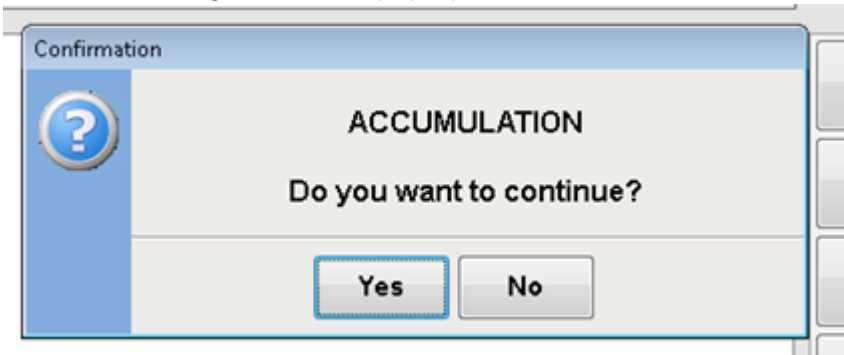 Confirmation
ACCUMULATION
Do you want to continue?
Yes No